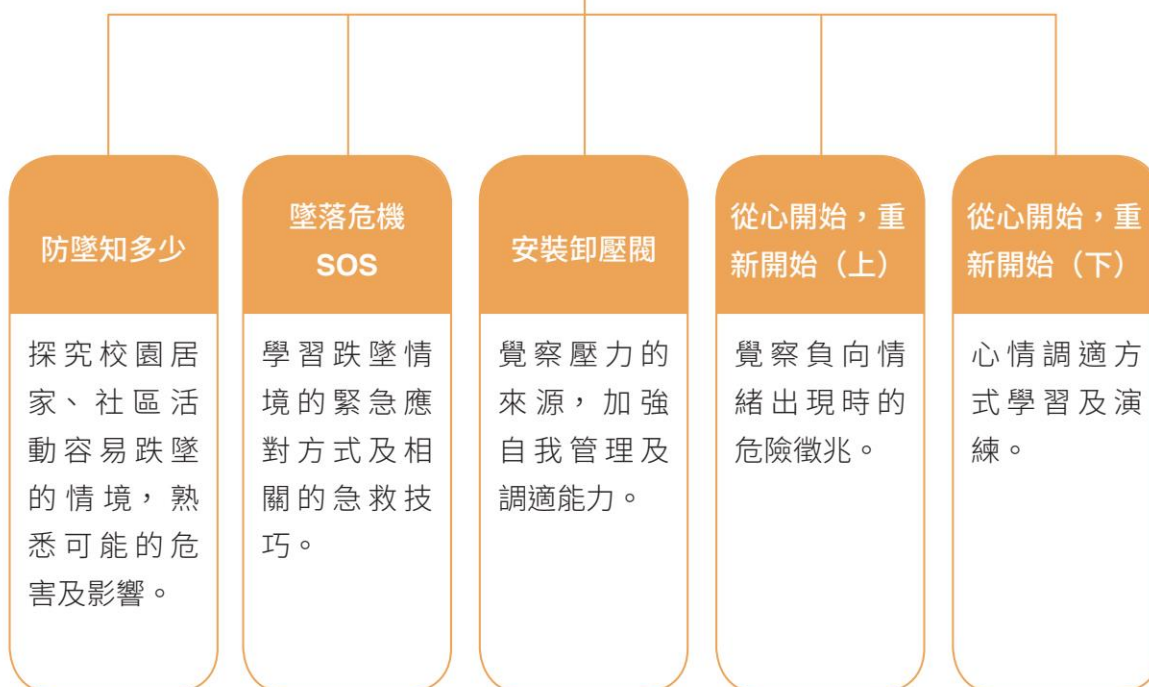 防墜知多少
探究校園居
家、社區活
動容易跌墜
的情境，熟
悉可能的危
害及影響。
墜落危機
SOS
學習跌墜情
境的緊急應
對方式及相
關的急救技
巧。
安裝卸壓閥
覺察壓力的
來源，加強
自我管理及
調適能力。
從心開始，重
新開始（上）
覺察負向情
緒出現時的
危險徵兆。
從心開始，重
新開始（下）
心情調適方
式學習及演
練。